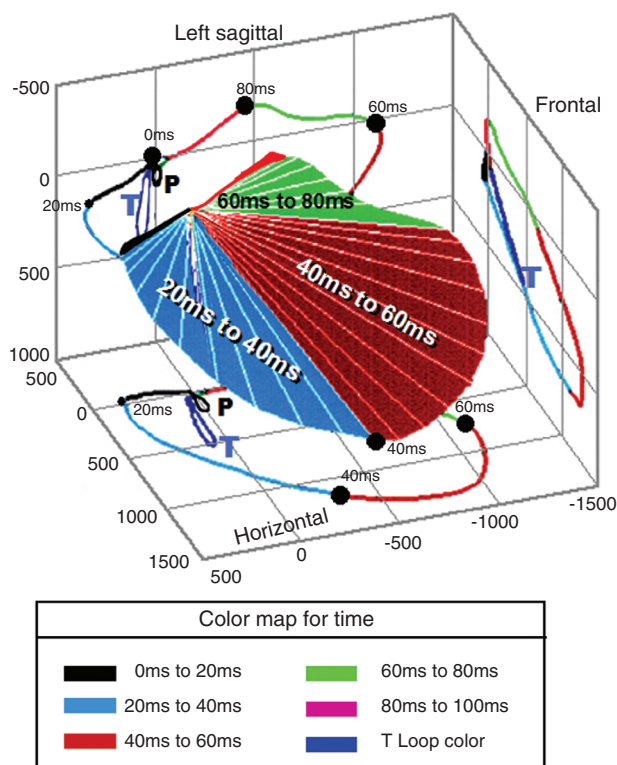 Left sagittal
-500
80ms
60ms
Frontal
0ms
0
P
T
20ms
60ms to 80ms
500
20ms to 40ms
40ms to 60ms
T
1000
500
20ms
P
60ms
0
T
40ms
500
40ms
1000
Horizontal
-1500
-1000
-500
1500
0
500
Color map for time
0ms to 20ms
60ms to 80ms
20ms to 40ms
80ms to 100ms
40ms to 60ms
T Loop color